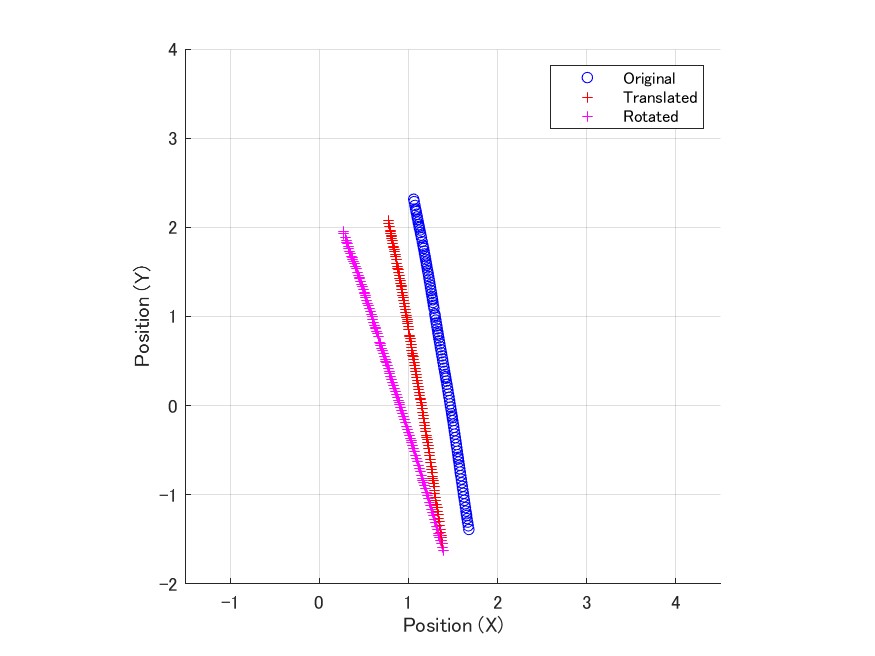 4
3
2
1
0
-1
-2
-1
0
1
2
3
4
Position (Y)
Position (X)
Original
Translated
Rotated